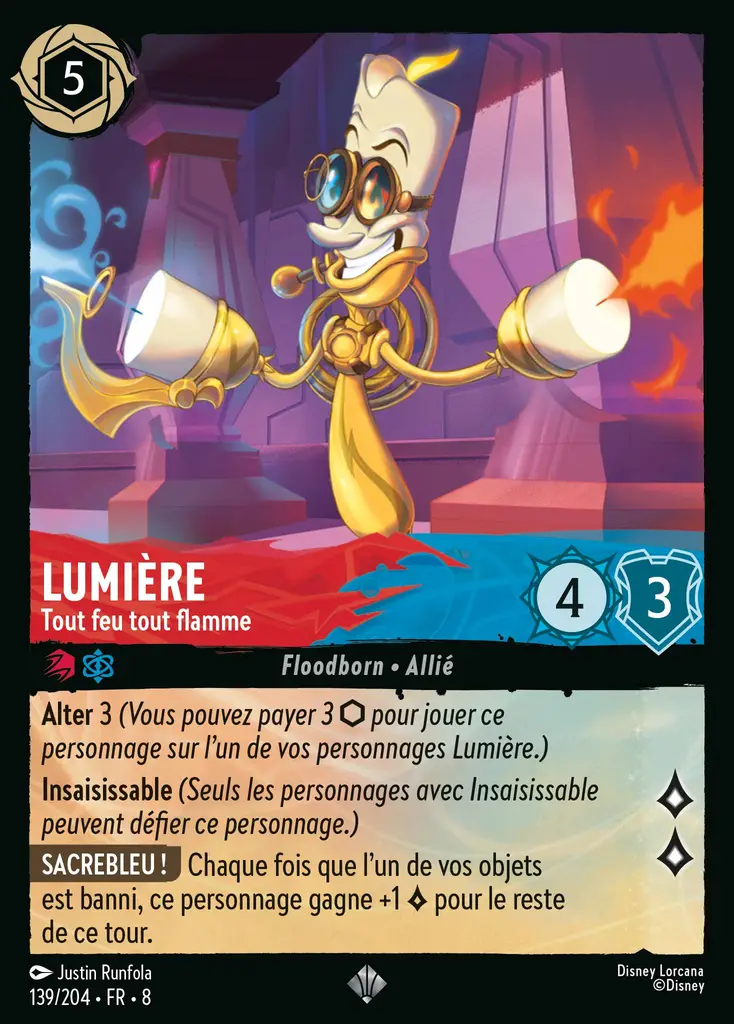 5
LUMIÈRE
Tout feu tout flamme
4
3
Floodborn • Allié
Alter 3 (Vous pouvez payer 3 ⬡ pour jouer ce
personnage sur l'un de vos personnages Lumière.)
Insaisissable (Seuls les personnages avec Insaisissable
peuvent défier ce personnage.)
SACREBLEU ! Chaque fois que l'un de vos objets
est banni, ce personnage gagne +1 ⟡ pour le reste
de ce tour.
Justin Runfola
139/204 • FR • 8
Disney Lorcana
©Disney